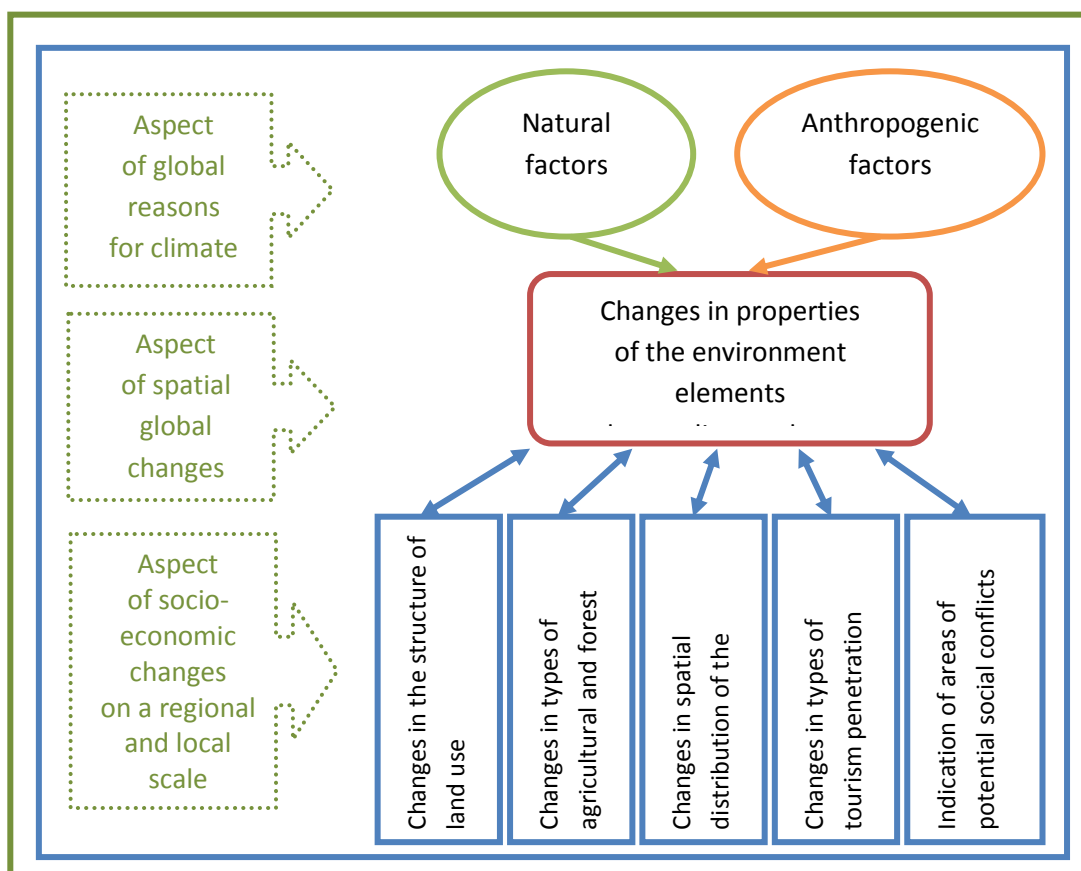 Aspect
of global
reasons
for climate
Natural
factors
Anthropogenic
factors
Aspect
of spatial
global
changes
Changes in properties
of the environment
elements
Aspect
of socio-
economic
changes
on a regional
and local
scale
Changes in the structure of
land use
Changes in types of
agricultural and forest
Changes in spatial
distribution of the
Changes in types of
tourism penetration
Indication of areas of
potential social conflicts